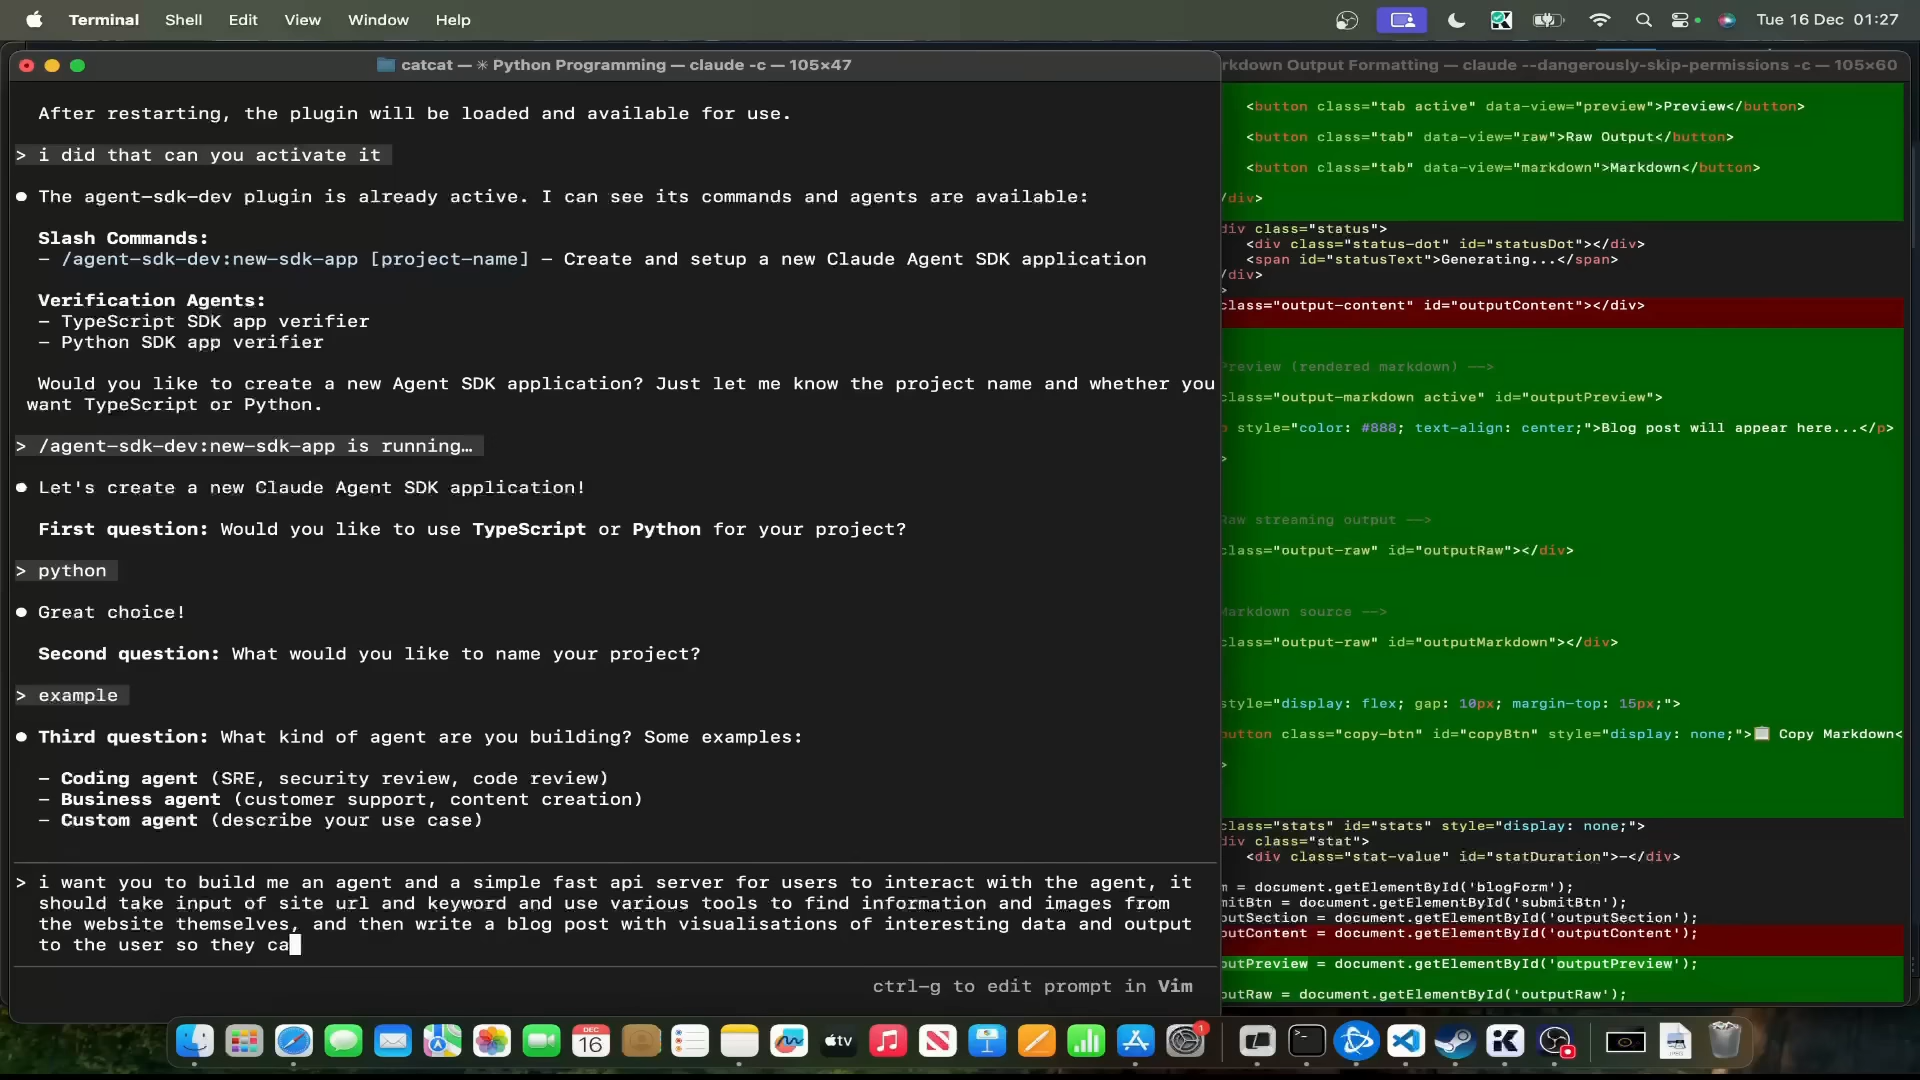 Terminal Shell Edit View Window Help Tue 16 Dec 01:27
catcat — ✳ Python Programming — claude -c — 105×47
After restarting, the plugin will be loaded and available for use.
> i did that can you activate it
● The agent-sdk-dev plugin is already active. I can see its commands and agents are available:
Slash Commands:
– /agent-sdk-dev:new-sdk-app [project-name] – Create and setup a new Claude Agent SDK application
Verification Agents:
– TypeScript SDK app verifier
– Python SDK app verifier
Would you like to create a new Agent SDK application? Just let me know the project name and whether you
want TypeScript or Python.
> /agent-sdk-dev:new-sdk-app is running…
● Let's create a new Claude Agent SDK application!
First question: Would you like to use TypeScript or Python for your project?
> python
● Great choice!
Second question: What would you like to name your project?
> example
● Third question: What kind of agent are you building? Some examples:
– Coding agent (SRE, security review, code review)
– Business agent (customer support, content creation)
– Custom agent (describe your use case)
> i want you to build me an agent and a simple fast api server for users to interact with the agent, it
should take input of site url and keyword and use various tools to find information and images from
the website themselves, and then write a blog post with visualisations of interesting data and output
to the user so they ca
ctrl-g to edit prompt in Vim
rkdown Output Formatting — claude --dangerously-skip-permissions -c — 105×60
<button class="tab active" data-view="preview">Preview</button>
<button class="tab" data-view="raw">Raw Output</button>
<button class="tab" data-view="markdown">Markdown</button>
/div>
div class="status">
<div class="status-dot" id="statusDot"></div>
<span id="statusText">Generating...</span>
/div>
>
class="output-content" id="outputContent"></div>
Preview (rendered markdown) -->
class="output-markdown active" id="outputPreview">
p style="color: #888; text-align: center;">Blog post will appear here...</p>
>
Raw streaming output -->
class="output-raw" id="outputRaw"></div>
Markdown source -->
class="output-raw" id="outputMarkdown"></div>
style="display: flex; gap: 10px; margin-top: 15px;">
button class="copy-btn" id="copyBtn" style="display: none;">📋 Copy Markdown<
>
class="stats" id="stats" style="display: none;">
div class="stat">
<div class="stat-value" id="statDuration">-</div>
m = document.getElementById('blogForm');
mitBtn = document.getElementById('submitBtn');
putSection = document.getElementById('outputSection');
putContent = document.getElementById('outputContent');
putPreview = document.getElementById('outputPreview');
putRaw = document.getElementById('outputRaw');
DEC
16
tv
1